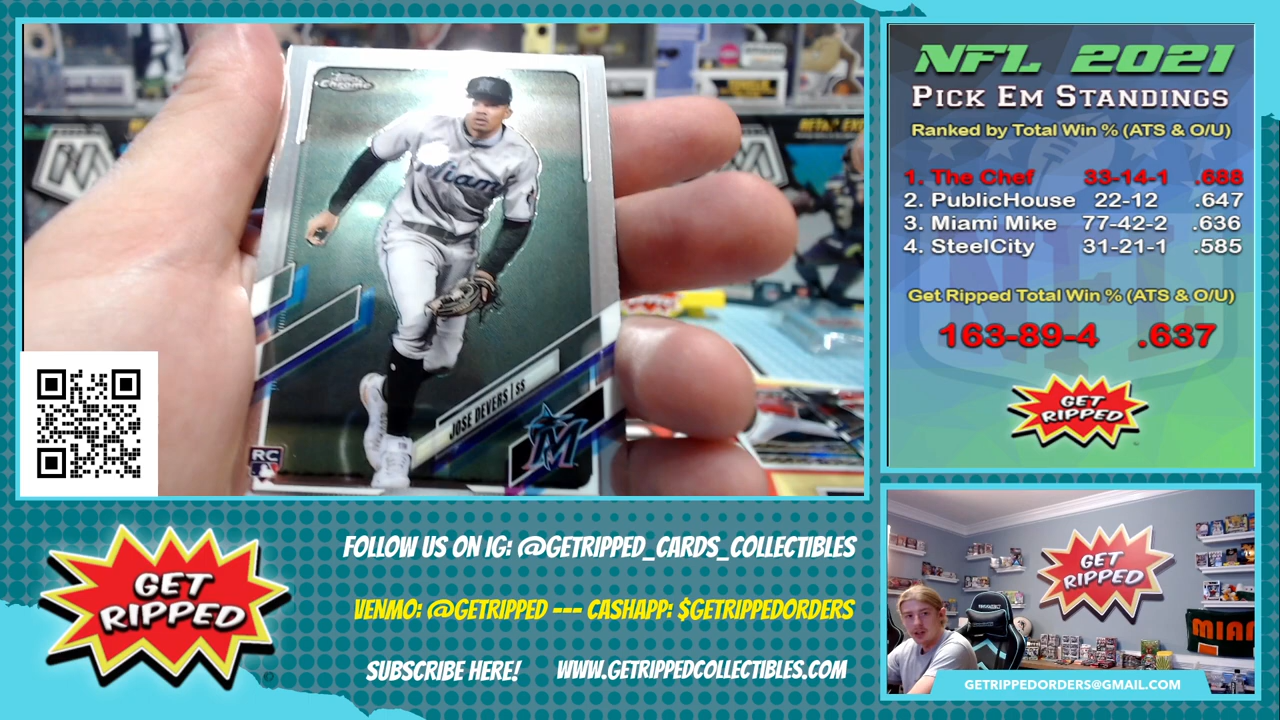 Topps
Chrome
Miami
JOSE DEVERS | SS
M
RC
NFL 2021
PICK EM STANDINGS
Ranked by Total Win % (ATS & O/U)
1. The Chef 33-14-1 .688
2. PublicHouse 22-12 .647
3. Miami Mike 77-42-2 .636
4. SteelCity 31-21-1 .585
Get Ripped Total Win % (ATS & O/U)
163-89-4 .637
GET
RIPPED
GET
RIPPED
FOLLOW US ON IG: @GETRIPPED_CARDS_COLLECTIBLES
VENMO: @GETRIPPED --- CASHAPP: $GETRIPPEDORDERS
SUBSCRIBE HERE! WWW.GETRIPPEDCOLLECTIBLES.COM
GET
RIPPED
MIAM
GETRIPPEDORDERS@GMAIL.COM